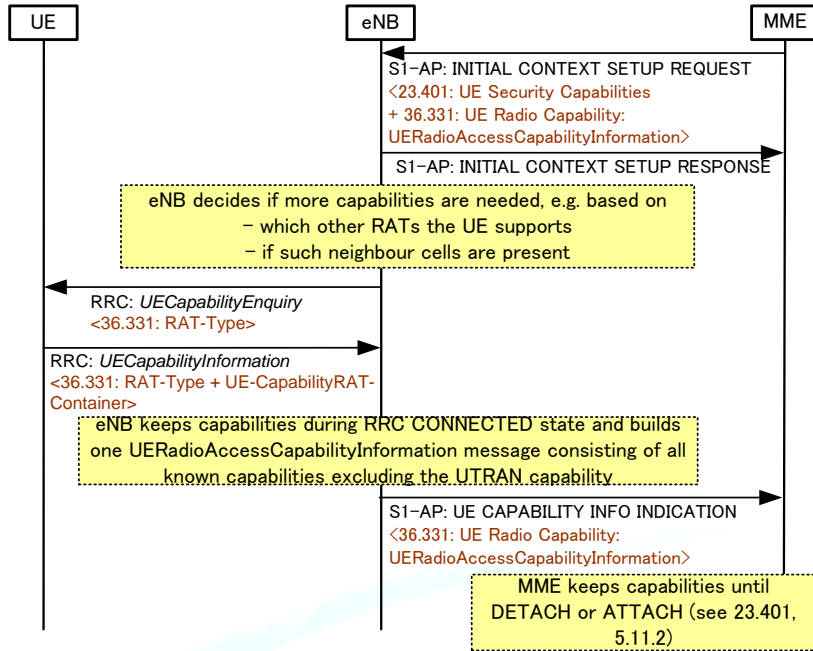 UE
eNB
MME
S1-AP: INITIAL CONTEXT SETUP REQUEST
<23.401: UE Security Capabilities
+ 36.331: UE Radio Capability:
UERadioAccessCapabilityInformation>
S1-AP: INITIAL CONTEXT SETUP RESPONSE
eNB decides if more capabilities are needed, e.g. based on
- which other RATs the UE supports
- if such neighbour cells are present
RRC: UECapabilityEnquiry
<36.331: RAT-Type>
RRC: UECapabilityInformation
<36.331: RAT-Type + UE-CapabilityRAT-
Container>
eNB keeps capabilities during RRC CONNECTED state and builds
one UERadioAccessCapabilityInformation message consisting of all
known capabilities excluding the UTRAN capability
S1-AP: UE CAPABILITY INFO INDICATION
<36.331: UE Radio Capability:
UERadioAccessCapabilityInformation>
MME keeps capabilities until
DETACH or ATTACH (see 23.401,
5.11.2)